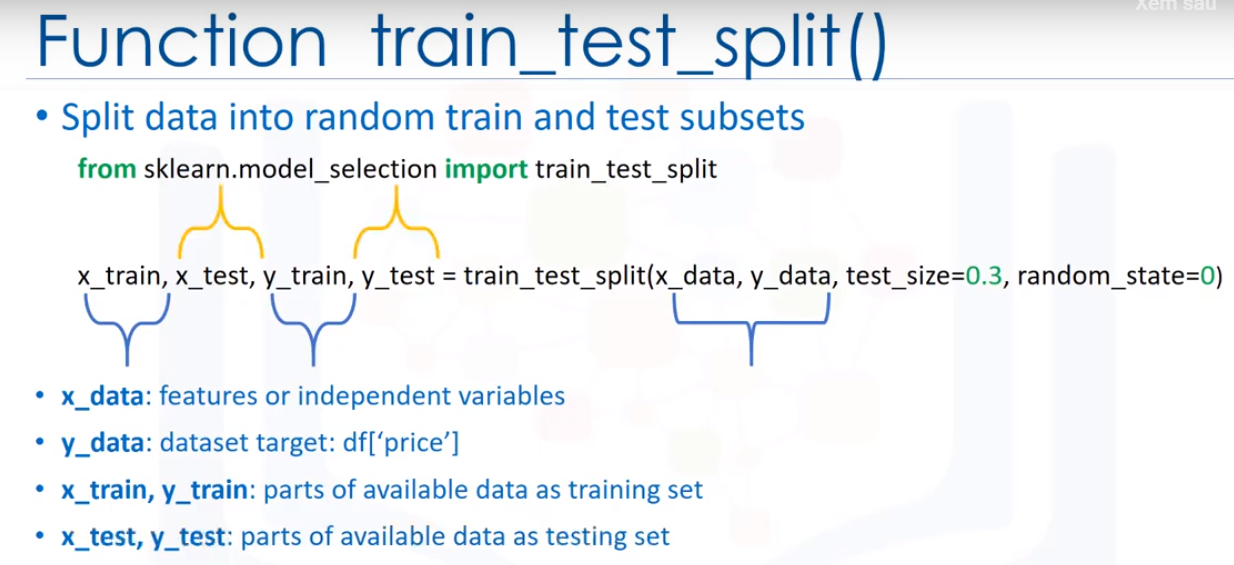 Xem sau
Function train_test_split()
• Split data into random train and test subsets
from sklearn.model_selection import train_test_split
x_train, x_test, y_train, y_test = train_test_split(x_data, y_data, test_size=0.3, random_state=0)
• x_data: features or independent variables
• y_data: dataset target: df[‘price’]
• x_train, y_train: parts of available data as training set
• x_test, y_test: parts of available data as testing set